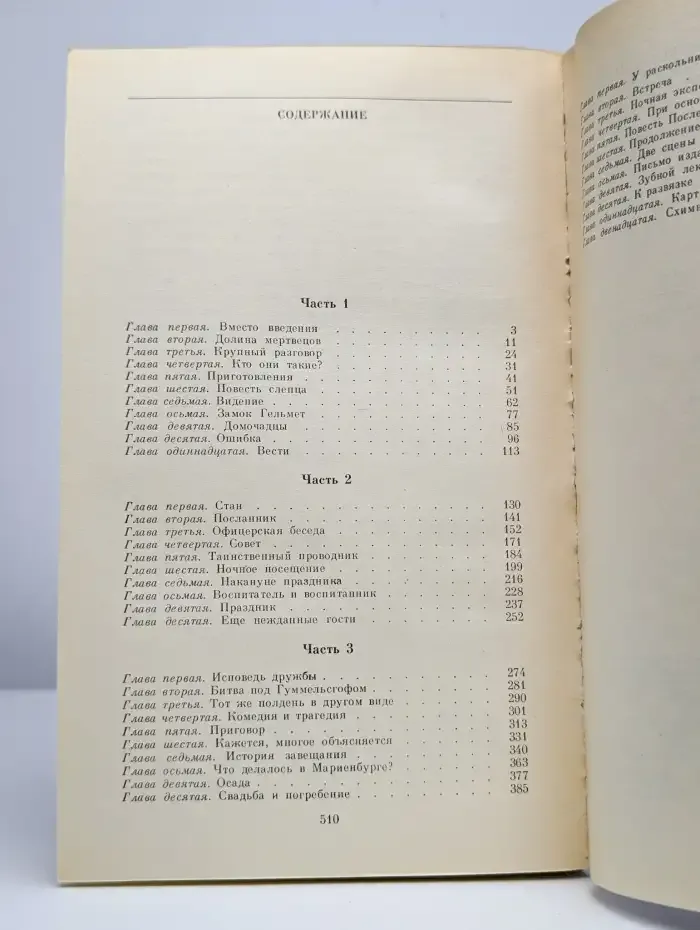 СОДЕРЖАНИЕ
Часть 1
Глава первая. Вместо введения . . . . . . . . . . . . 3
Глава вторая. Долина мертвецов . . . . . . . . . . . . 11
Глава третья. Крупный разговор . . . . . . . . . . . . 24
Глава четвертая. Кто они такие? . . . . . . . . . . . . 31
Глава пятая. Приготовления . . . . . . . . . . . . 41
Глава шестая. Повесть слепца . . . . . . . . . . . . 51
Глава седьмая. Видение . . . . . . . . . . . . 62
Глава осьмая. Замок Гельмет . . . . . . . . . . . . 77
Глава девятая. Домочадцы . . . . . . . . . . . . 85
Глава десятая. Ошибка . . . . . . . . . . . . 96
Глава одиннадцатая. Вести . . . . . . . . . . . . 113
Часть 2
Глава первая. Стан . . . . . . . . . . . . 130
Глава вторая. Посланник . . . . . . . . . . . . 141
Глава третья. Офицерская беседа . . . . . . . . . . . . 152
Глава четвертая. Совет . . . . . . . . . . . . 171
Глава пятая. Таинственный проводник . . . . . . . . . . 184
Глава шестая. Ночное посещение . . . . . . . . . . . . 199
Глава седьмая. Накануне праздника . . . . . . . . . . . 216
Глава осьмая. Воспитатель и воспитанник . . . . . . . . 228
Глава девятая. Праздник . . . . . . . . . . . . 237
Глава десятая. Еще нежданные гости . . . . . . . . . . 252
Часть 3
Глава первая. Исповедь дружбы . . . . . . . . . . . . 274
Глава вторая. Битва под Гуммельсгофом . . . . . . . . . 281
Глава третья. Тот же полдень в другом виде . . . . . . . 290
Глава четвертая. Комедия и трагедия . . . . . . . . . . 301
Глава пятая. Приговор . . . . . . . . . . . . 313
Глава шестая. Кажется, многое объясняется . . . . . . . 331
Глава седьмая. История завещания . . . . . . . . . . . 340
Глава осьмая. Что делалось в Мариенбурге? . . . . . . . 363
Глава девятая. Осада . . . . . . . . . . . . 377
Глава десятая. Свадьба и погребение . . . . . . . . . . 385
510
Глава первая. У раскольни
Глава вторая. Встреча
Глава третья. Ночная экспе
Глава четвертая. При осно
Глава пятая. Повесть После
Глава шестая. Продолжение
Глава седьмая. Две сцены
Глава осьмая. Письмо изда
Глава девятая. Зубной лек
Глава десятая. К развязке
Глава одиннадцатая. Карт
Глава двенадцатая. Схим